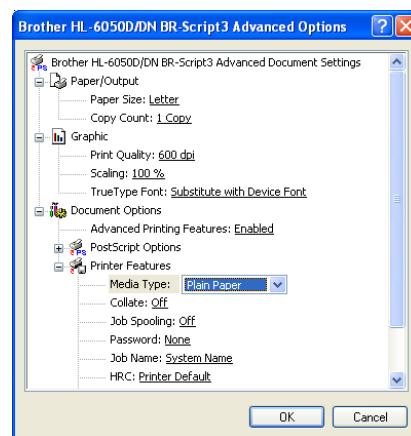 Brother HL-6050D/DN BR-Script3 Advanced Options
Brother HL-6050D/DN BR-Script3 Advanced Document Settings
Paper/Output
Paper Size: Letter
Copy Count: 1 Copy
Graphic
Print Quality: 600 dpi
Scaling: 100 %
TrueType Font: Substitute with Device Font
Document Options
Advanced Printing Features: Enabled
PostScript Options
Printer Features
Media Type: Plain Paper
Collate: Off
Job Spooling: Off
Password: None
Job Name: System Name
HRC: Printer Default
OK Cancel